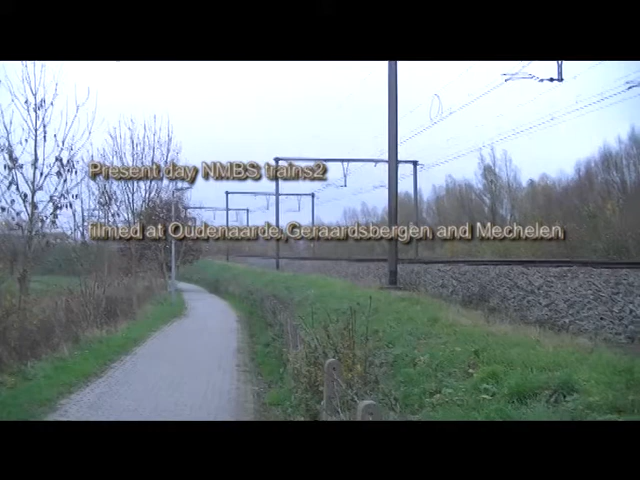 Present day NMBS trains2
filmed at Oudenaarde,Geraardsbergen and Mechelen